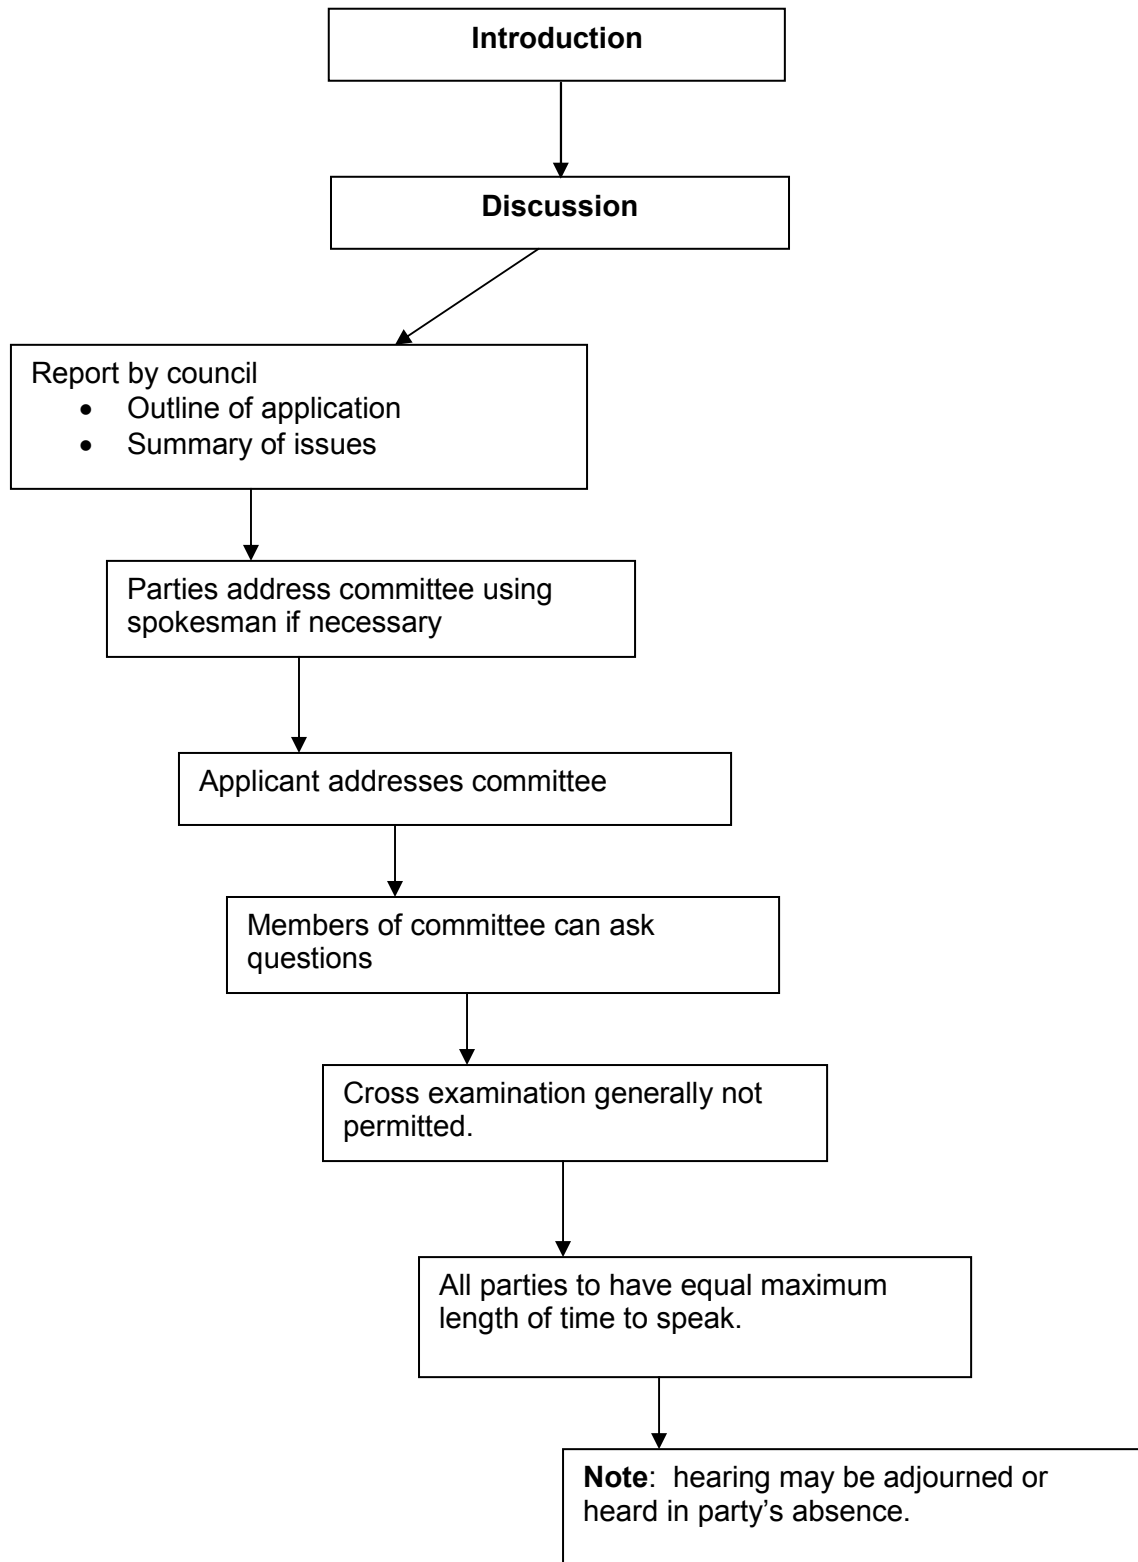 Introduction
Discussion
Report by council
• Outline of application
• Summary of issues
Parties address committee using
spokesman if necessary
Applicant addresses committee
Members of committee can ask
questions
Cross examination generally not
permitted.
All parties to have equal maximum
length of time to speak.
Note:  hearing may be adjourned or
heard in party’s absence.